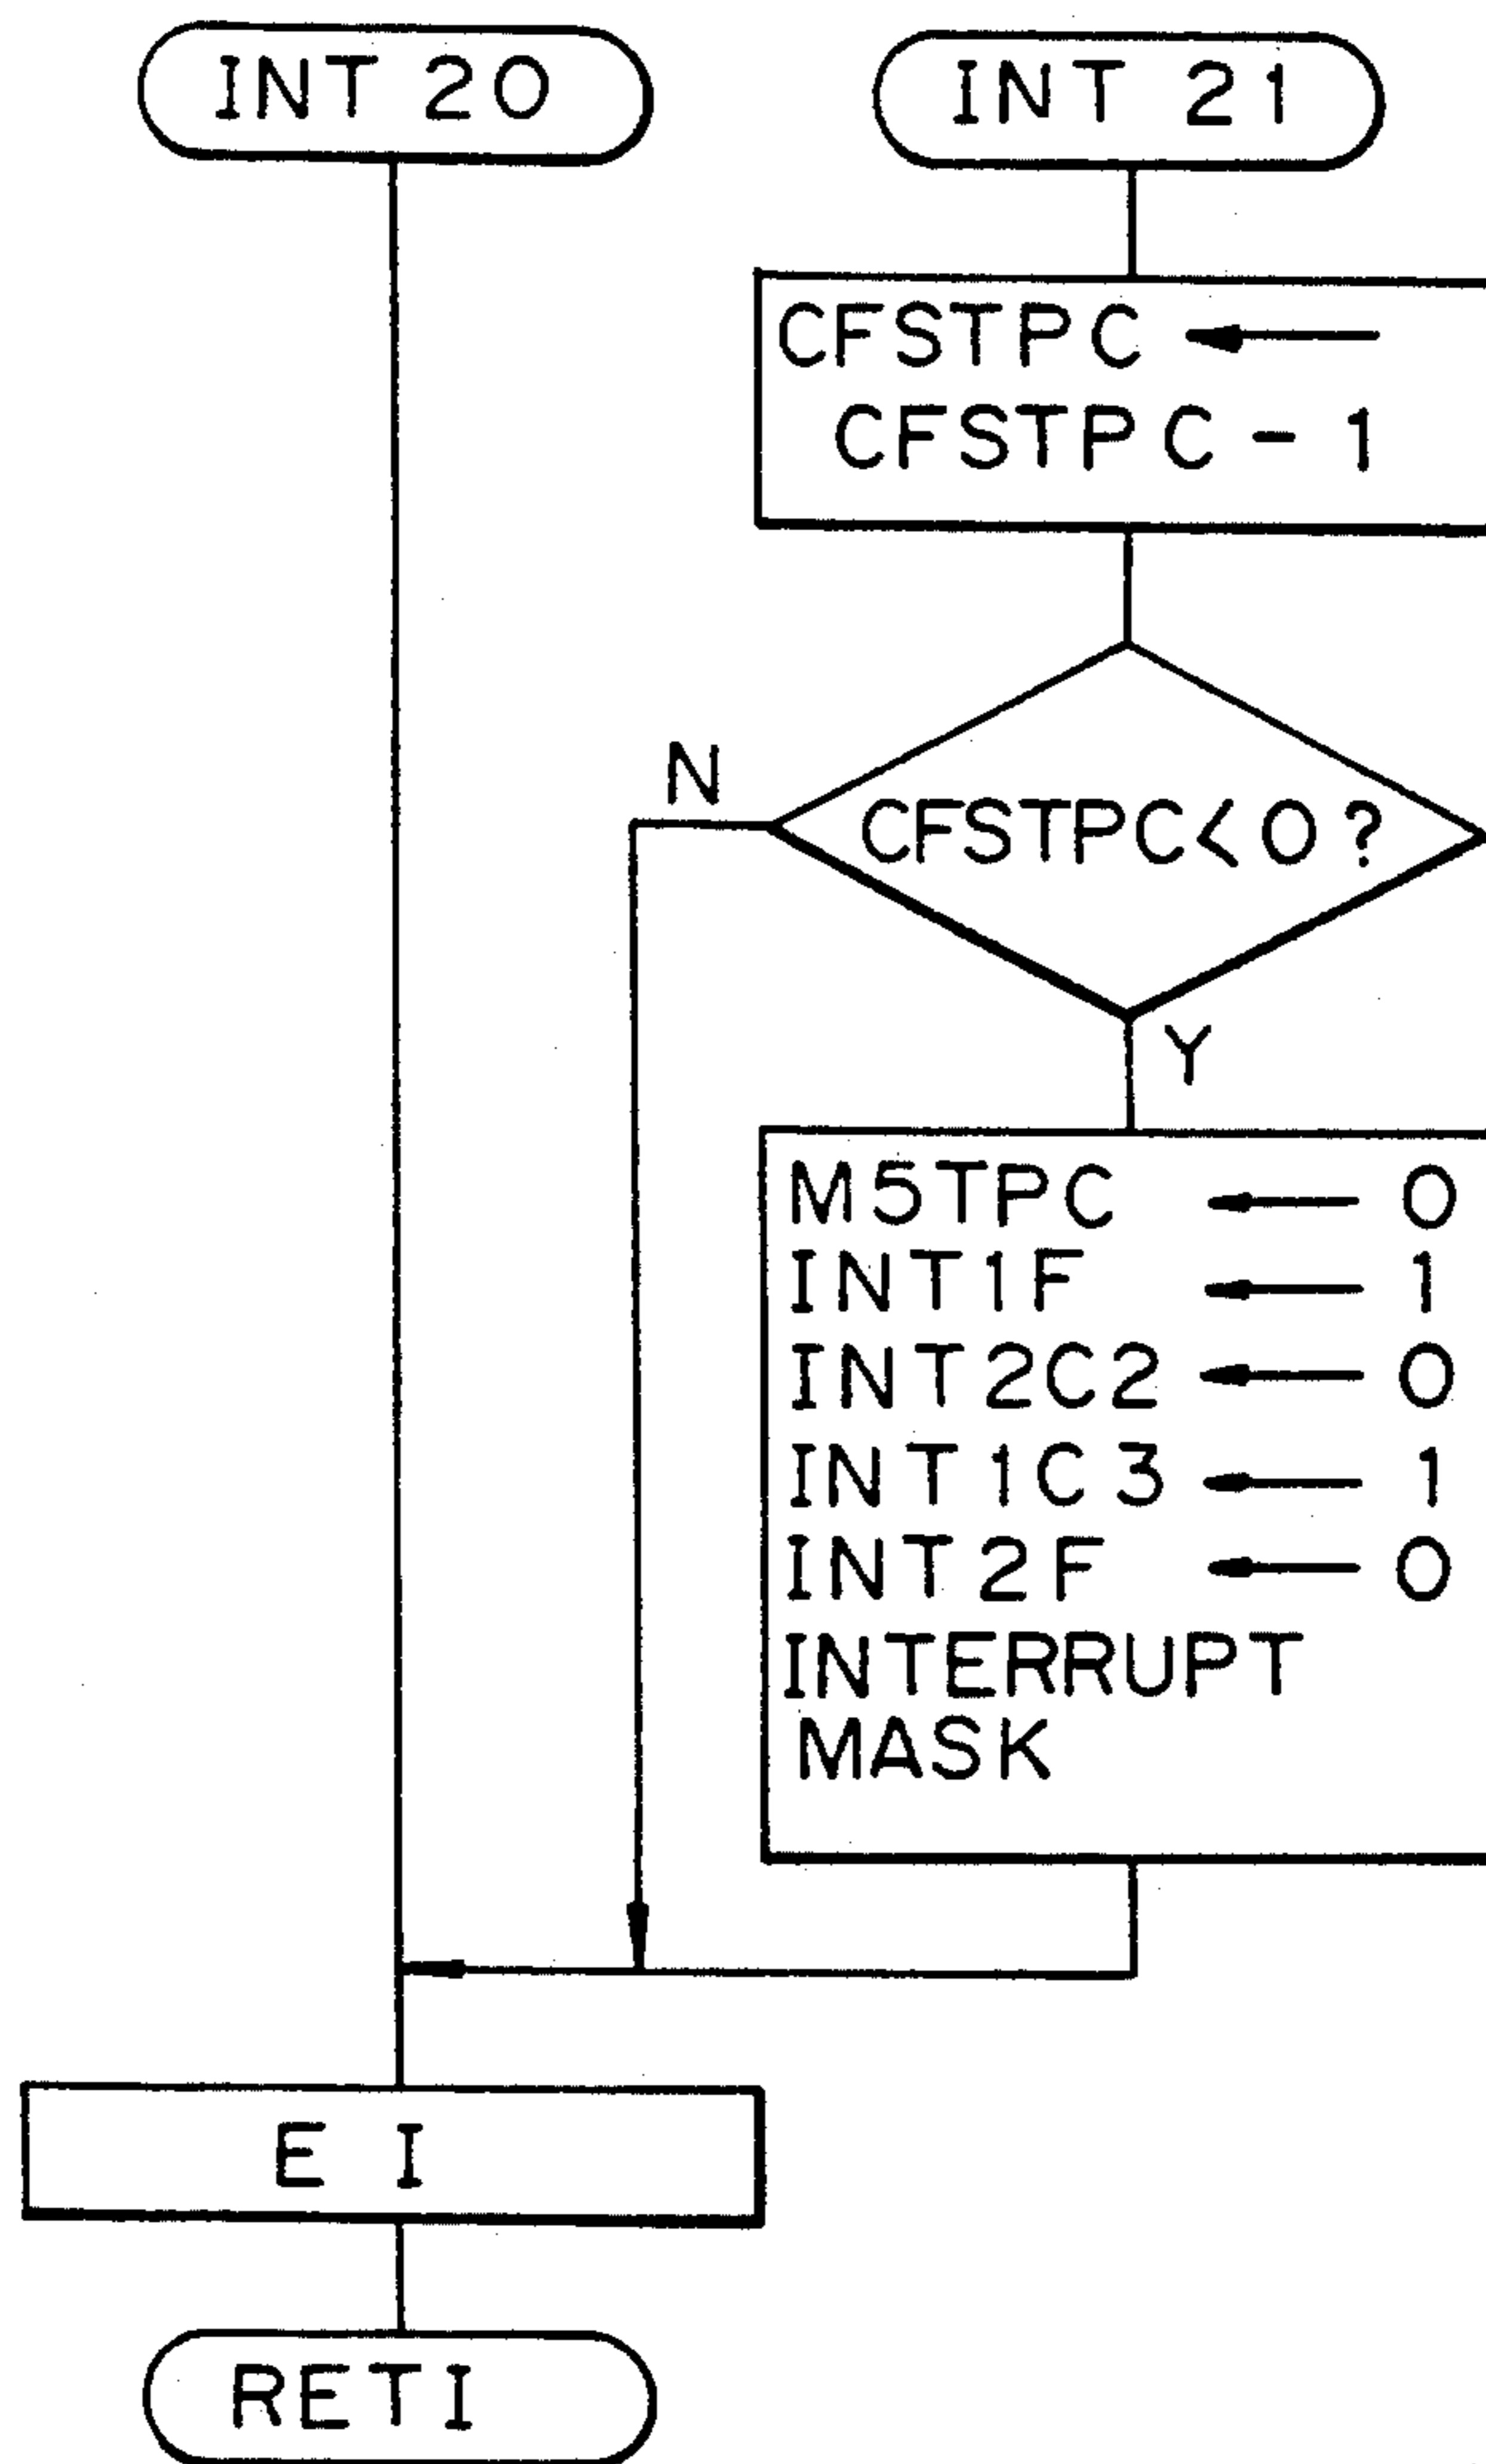 INT 20
INT 21
CFSTPC ←
CFSTPC - 1
CFSTPC < 0 ?
N
Y
M5TPC ← 0
INT1F ← 1
INT2C2 ← 0
INT1C3 ← 1
INT2F ← 0
INTERRUPT
MASK
E I
RETI